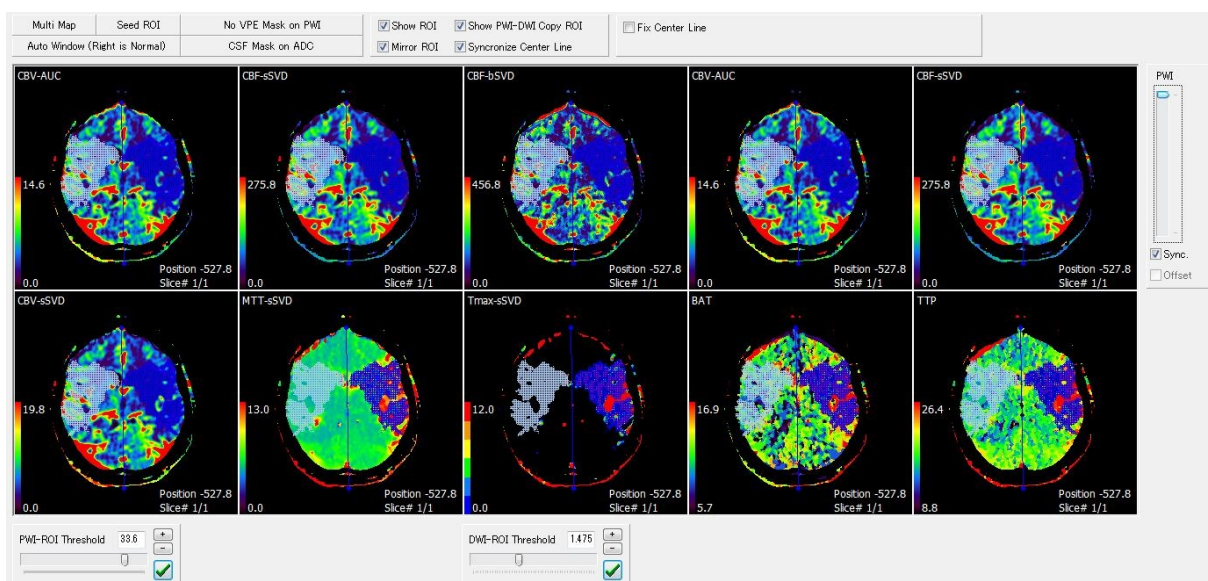 Multi Map
Seed ROI
No VPE Mask on PWI
Show ROI
Show PWI-DWI Copy ROI
Fix Center Line
Auto Window (Right is Normal)
CSF Mask on ADC
Mirror ROI
Syncronize Center Line
CBV-AUC
14.6
0.0
Position -527.8
Slice# 1/1
CBF-sSVD
275.8
0.0
Position -527.8
Slice# 1/1
CBF-bSVD
456.8
0.0
Position -527.8
Slice# 1/1
CBV-AUC
14.6
0.0
Position -527.8
Slice# 1/1
CBF-sSVD
275.8
0.0
Position -527.8
Slice# 1/1
PWI
Sync.
Offset
CBV-sSVD
19.8
0.0
Position -527.8
Slice# 1/1
MTT-sSVD
13.0
0.0
Position -527.8
Slice# 1/1
Tmax-sSVD
12.0
0.0
Position -527.8
Slice# 1/1
BAT
16.9
5.7
Position -527.8
Slice# 1/1
TTP
26.4
8.8
Position -527.8
Slice# 1/1
PWI-ROI Threshold 33.6
DWI-ROI Threshold 1.475